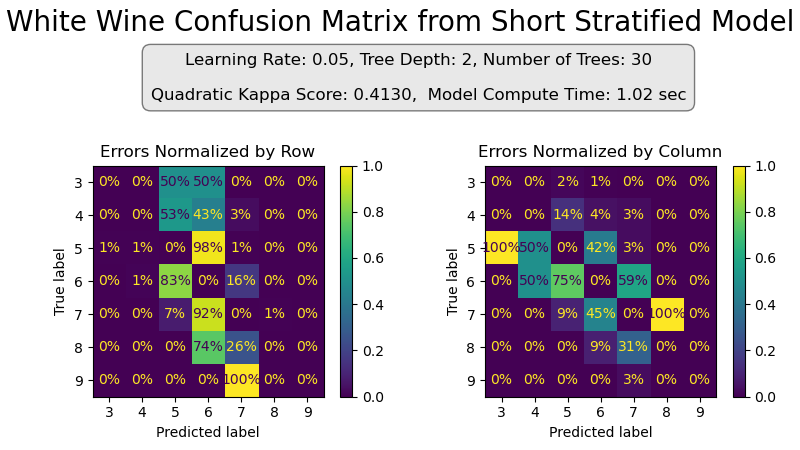 White Wine Confusion Matrix from Short Stratified Model
Learning Rate: 0.05, Tree Depth: 2, Number of Trees: 30
Quadratic Kappa Score: 0.4130,  Model Compute Time: 1.02 sec
Errors Normalized by Row
True label
3 0% 0% 50% 50% 0% 0% 0%
4 0% 0% 53% 43% 3% 0% 0%
5 1% 1% 0% 98% 1% 0% 0%
6 0% 1% 83% 0% 16% 0% 0%
7 0% 0% 7% 92% 0% 1% 0%
8 0% 0% 0% 74% 26% 0% 0%
9 0% 0% 0% 0% 100% 0% 0%
3 4 5 6 7 8 9
Predicted label
1.0
0.8
0.6
0.4
0.2
0.0
Errors Normalized by Column
True label
3 0% 0% 2% 1% 0% 0% 0%
4 0% 0% 14% 4% 3% 0% 0%
5 100% 50% 0% 42% 3% 0% 0%
6 0% 50% 75% 0% 59% 0% 0%
7 0% 0% 9% 45% 0% 100% 0%
8 0% 0% 0% 9% 31% 0% 0%
9 0% 0% 0% 0% 3% 0% 0%
3 4 5 6 7 8 9
Predicted label
1.0
0.8
0.6
0.4
0.2
0.0